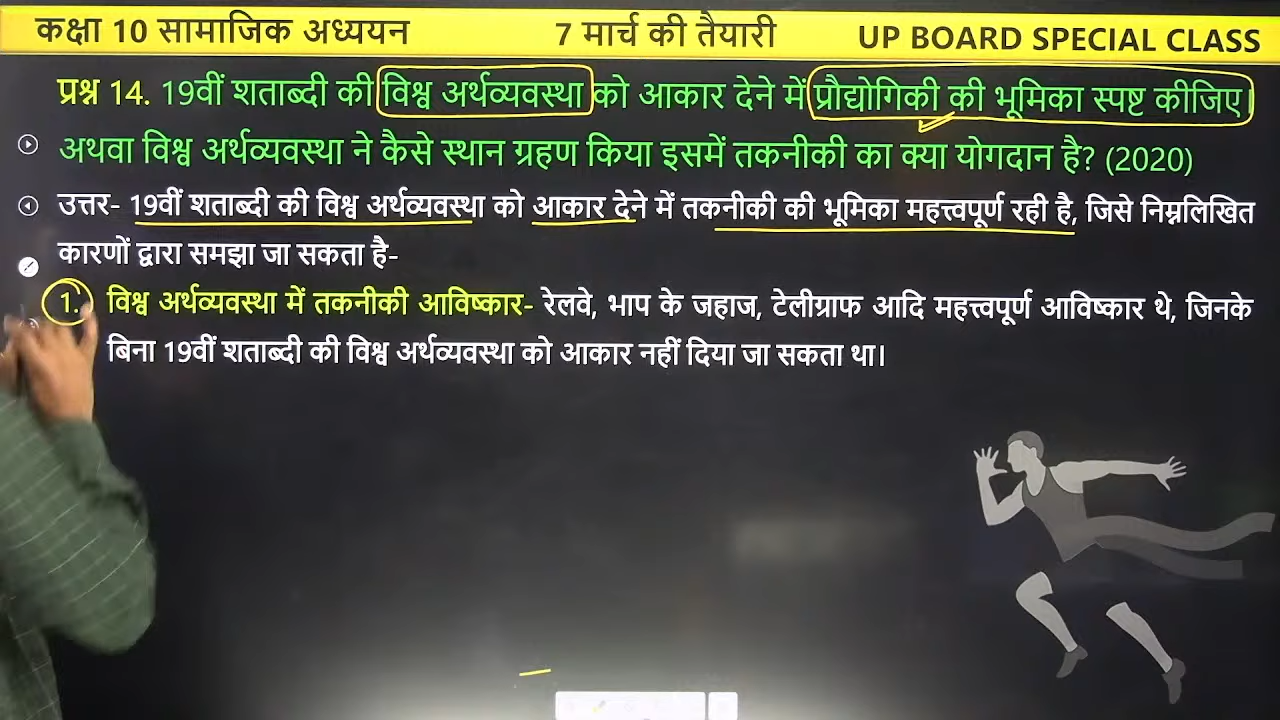 कक्षा 10 सामाजिक अध्ययन 7 मार्च की तैयारी UP BOARD SPECIAL CLASS
प्रश्न 14. 19वीं शताब्दी की विश्व अर्थव्यवस्था को आकार देने में प्रौद्योगिकी की भूमिका स्पष्ट कीजिए।
अथवा विश्व अर्थव्यवस्था ने कैसे स्थान ग्रहण किया इसमें तकनीकी का क्या योगदान है? (2020)
उत्तर- 19वीं शताब्दी की विश्व अर्थव्यवस्था को आकार देने में तकनीकी की भूमिका महत्त्वपूर्ण रही है, जिसे निम्नलिखित
कारणों द्वारा समझा जा सकता है-
1. विश्व अर्थव्यवस्था में तकनीकी आविष्कार- रेलवे, भाप के जहाज, टेलीग्राफ आदि महत्त्वपूर्ण आविष्कार थे, जिनके
बिना 19वीं शताब्दी की विश्व अर्थव्यवस्था को आकार नहीं दिया जा सकता था।